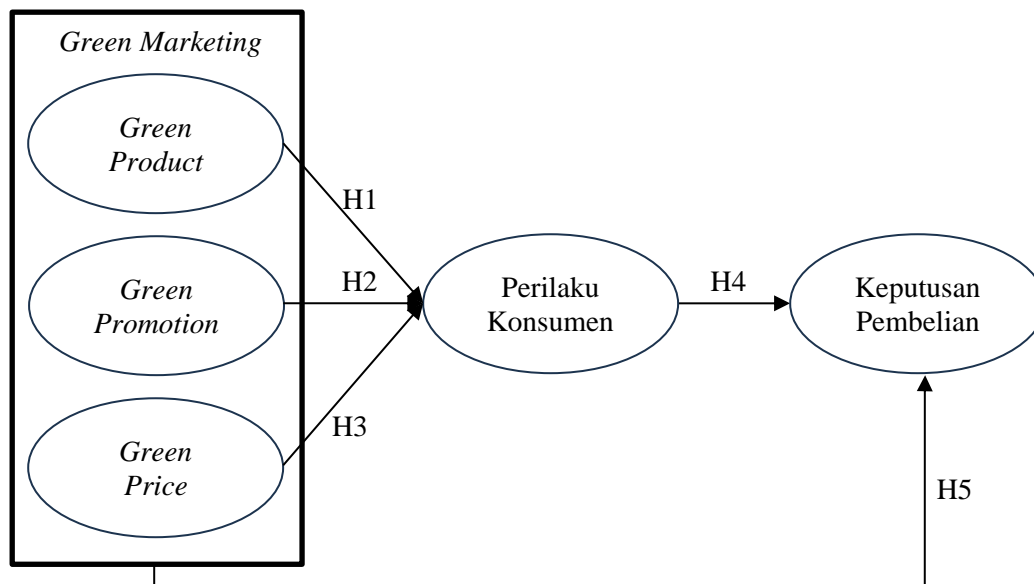 Green Marketing
Green
Product
H1
Green
Promotion
H2
Perilaku
Konsumen
H4
Keputusan
Pembelian
H3
Green
Price
H5